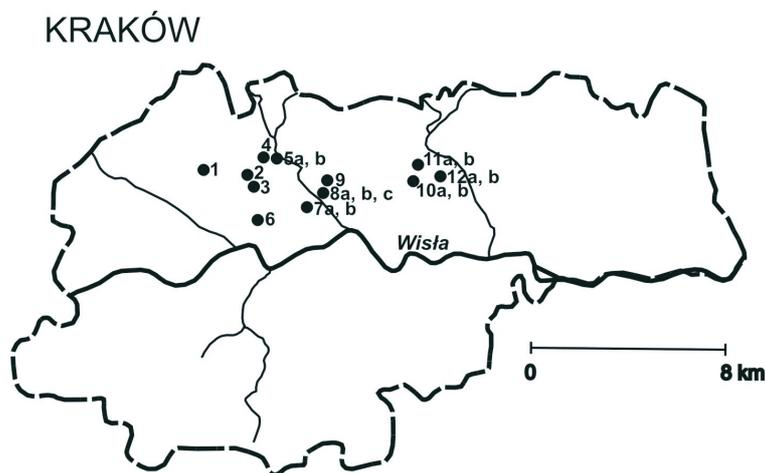 KRAKÓW
4
5a, b
11a, b
1
2
9
12a, b
3
8a, b, c
10a, b
7a, b
6
Wisła
0 8 km